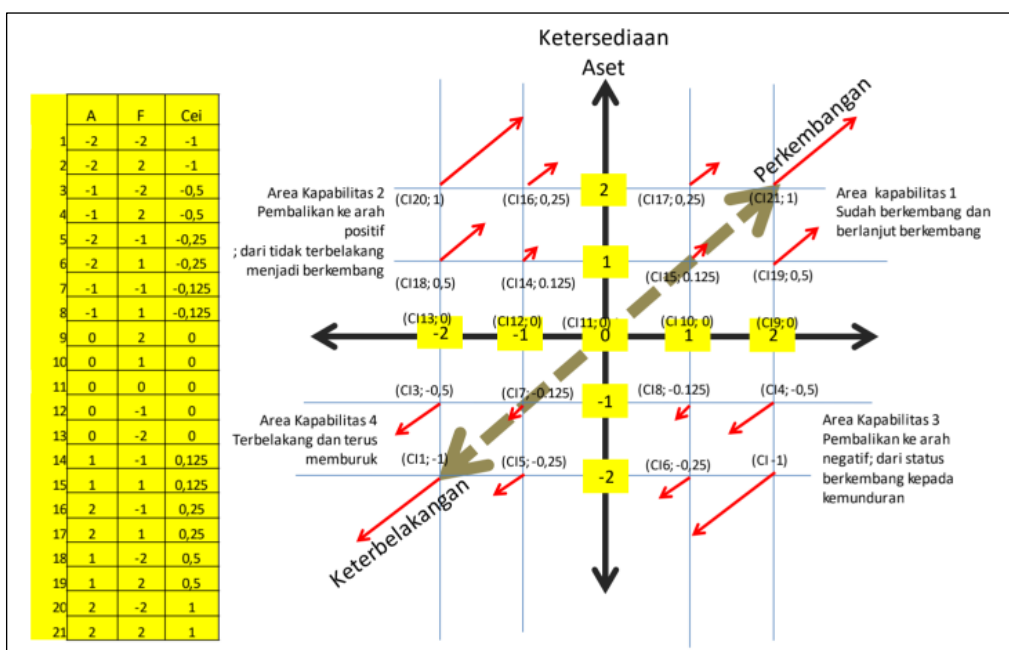 Ketersediaan
Aset
A F Cei
1 -2 -2 -1
2 -2 2 -1
3 -1 -2 -0,5
4 -1 2 -0,5
5 -2 -1 -0,25
6 -2 1 -0,25
7 -1 -1 -0,125
8 -1 1 -0,125
9 0 2 0
10 0 1 0
11 0 0 0
12 0 -1 0
13 0 -2 0
14 1 -1 0,125
15 1 1 0,125
16 2 -1 0,25
17 2 1 0,25
18 1 -2 0,5
19 1 2 0,5
20 2 -2 1
21 2 2 1
Perkembangan
Area Kapabilitas 2
Pembalikan ke arah
positif
; dari tidak terbelakang
menjadi berkembang
(CI20; 1) (CI16; 0,25) 2 (CI17; 0,25) (CI21; 1)
Area kapabilitas 1
Sudah berkembang dan
berlanjut berkembang
1
(CI18; 0,5) (CI14; 0.125) (CI15; 0.125) (CI19; 0,5)
(CI13; 0) (CI12; 0) (CI11; 0) (CI10; 0) (CI9; 0)
-2 -1 0 1 2
(CI3; -0,5) (CI7; -0.125) (CI8; -0.125) (CI4; -0,5)
-1
Area Kapabilitas 4
Terbelakang dan terus
memburuk
Area Kapabilitas 3
Pembalikan ke arah
negatif; dari status
berkembang kepada
kemunduran
(CI1; -1) (CI5; -0,25) (CI6; -0,25) (CI -1)
-2
Keterbelakangan